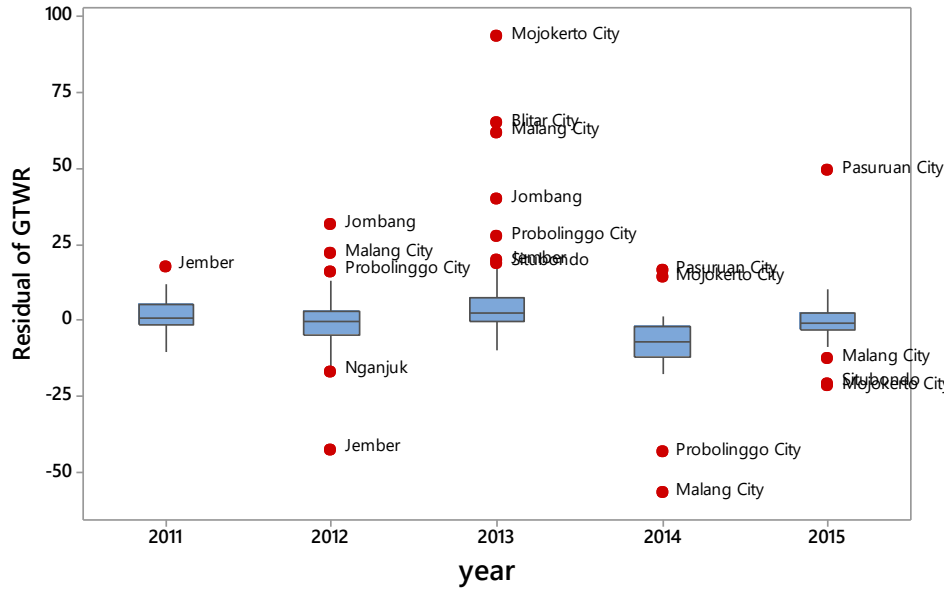 100
75
50
25
0
-25
-50
Residual of GTWR
Jember
Jombang
Malang City
Probolinggo City
Nganjuk
Jember
Mojokerto City
Blitar City
Malang City
Jombang
Probolinggo City
Jember
Situbondo
Pasuruan City
Mojokerto City
Probolinggo City
Malang City
Pasuruan City
Malang City
Situbondo
Mojokerto City
2011 2012 2013 2014 2015
year